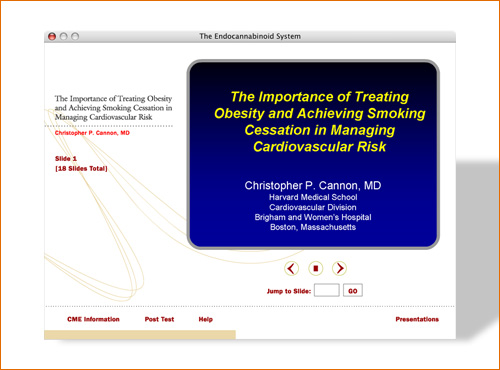 The Endocannabinoid System
The Importance of Treating Obesity
and Achieving Smoking Cessation in
Managing Cardiovascular Risk
Christopher P. Cannon, MD
Slide 1
[18 Slides Total]
The Importance of Treating
Obesity and Achieving Smoking
Cessation in Managing
Cardiovascular Risk
Christopher P. Cannon, MD
Harvard Medical School
Cardiovascular Division
Brigham and Women's Hospital
Boston, Massachusetts
Jump to Slide:
GO
CME Information
Post Test
Help
Presentations